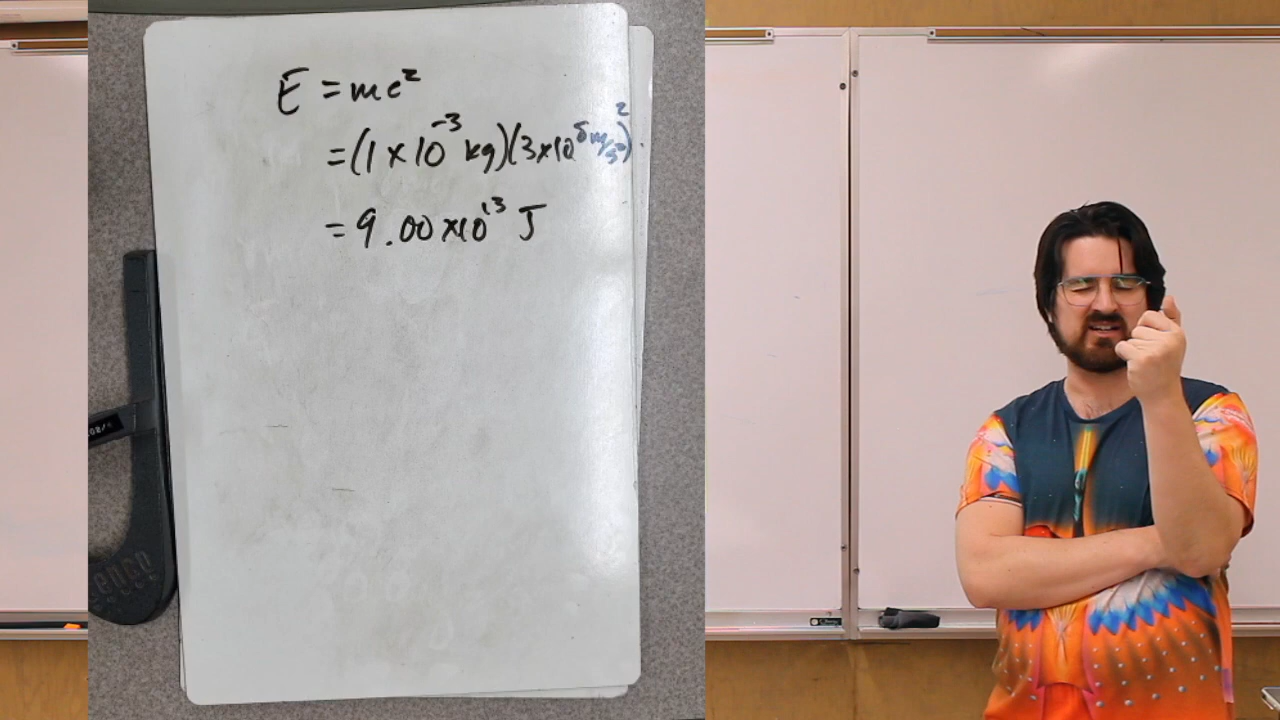 E = mc²
= (1 × 10⁻³ kg)(3×10⁸ m/s)²
= 9.00 ×10¹³ J